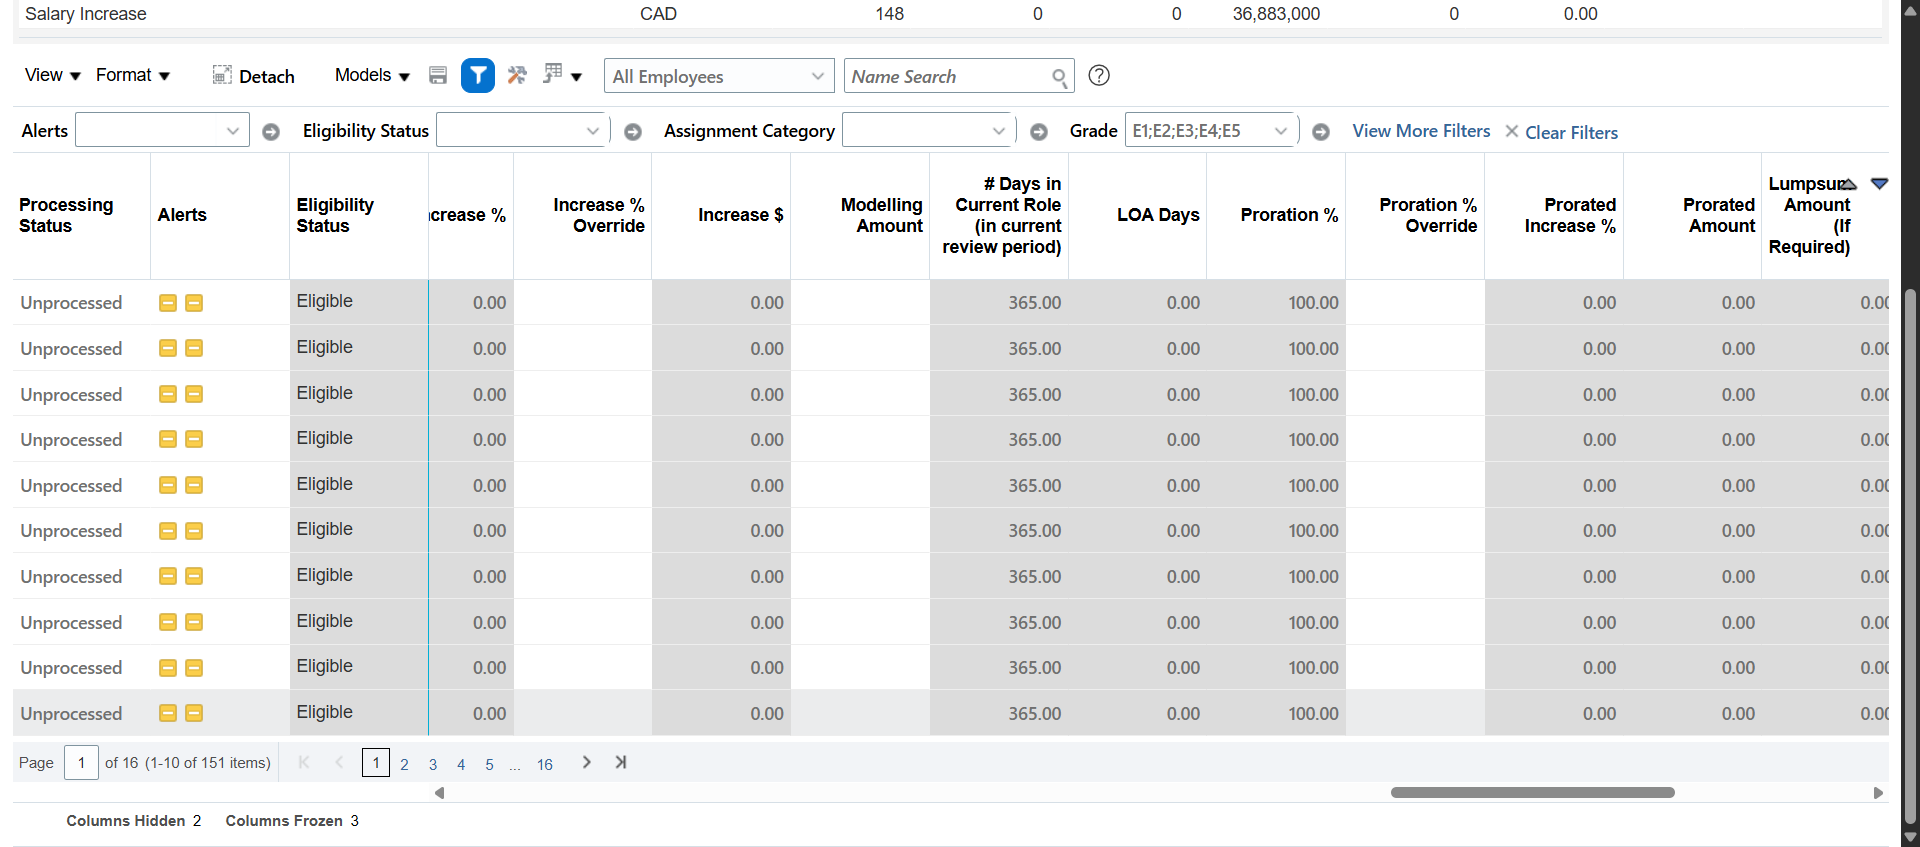 Salary Increase CAD 148 0 0 36,883,000 0 0.00
View Format Detach Models All Employees Name Search ?
Alerts Eligibility Status Assignment Category Grade E1;E2;E3;E4;E5 View More Filters Clear Filters
Processing Status Alerts Eligibility Status crease % Increase % Override Increase $ Modelling Amount # Days in Current Role (in current review period) LOA Days Proration % Proration % Override Prorated Increase % Prorated Amount Lumpsum Amount (If Required)
Unprocessed Eligible 0.00 0.00 365.00 0.00 100.00 0.00 0.00 0.00
Unprocessed Eligible 0.00 0.00 365.00 0.00 100.00 0.00 0.00 0.00
Unprocessed Eligible 0.00 0.00 365.00 0.00 100.00 0.00 0.00 0.00
Unprocessed Eligible 0.00 0.00 365.00 0.00 100.00 0.00 0.00 0.00
Unprocessed Eligible 0.00 0.00 365.00 0.00 100.00 0.00 0.00 0.00
Unprocessed Eligible 0.00 0.00 365.00 0.00 100.00 0.00 0.00 0.00
Unprocessed Eligible 0.00 0.00 365.00 0.00 100.00 0.00 0.00 0.00
Unprocessed Eligible 0.00 0.00 365.00 0.00 100.00 0.00 0.00 0.00
Unprocessed Eligible 0.00 0.00 365.00 0.00 100.00 0.00 0.00 0.00
Unprocessed Eligible 0.00 0.00 365.00 0.00 100.00 0.00 0.00 0.00
Page 1 of 16 (1-10 of 151 items) 1 2 3 4 5 ... 16
Columns Hidden 2 Columns Frozen 3